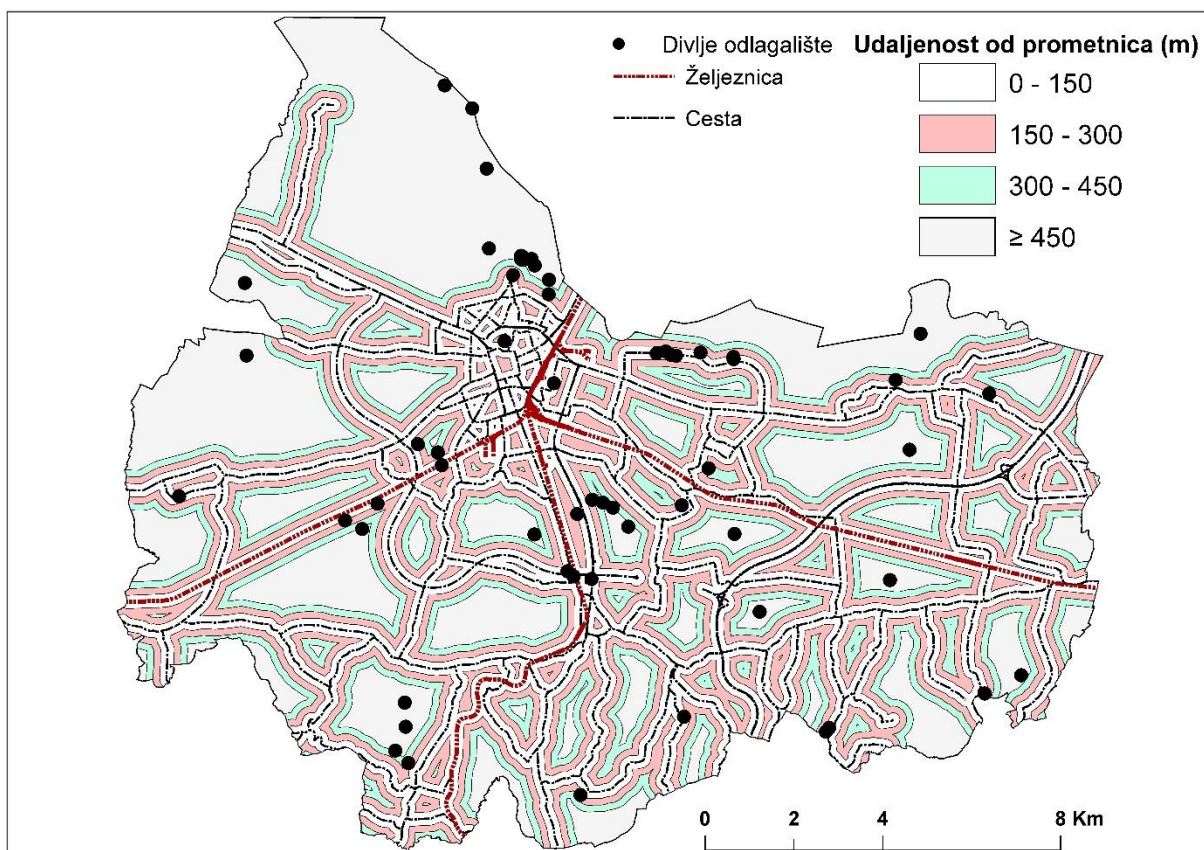 Divlje odlagalište
Željeznica
Cesta
Udaljenost od prometnica (m)
0 - 150
150 - 300
300 - 450
≥ 450
0 2 4 8 Km